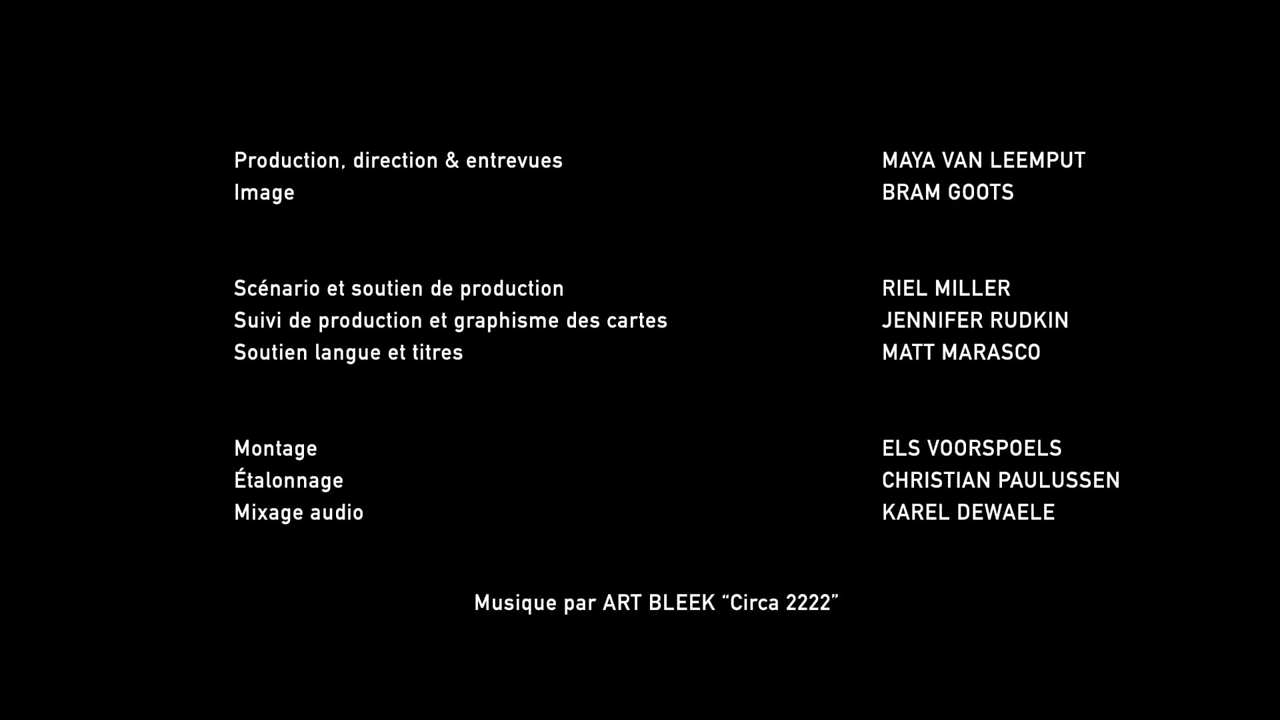 Production, direction & entrevues MAYA VAN LEEMPUT
Image BRAM GOOTS
Scénario et soutien de production RIEL MILLER
Suivi de production et graphisme des cartes JENNIFER RUDKIN
Soutien langue et titres MATT MARASCO
Montage ELS VOORSPOELS
Étalonnage CHRISTIAN PAULUSSEN
Mixage audio KAREL DEWAELE
Musique par ART BLEEK “Circa 2222”